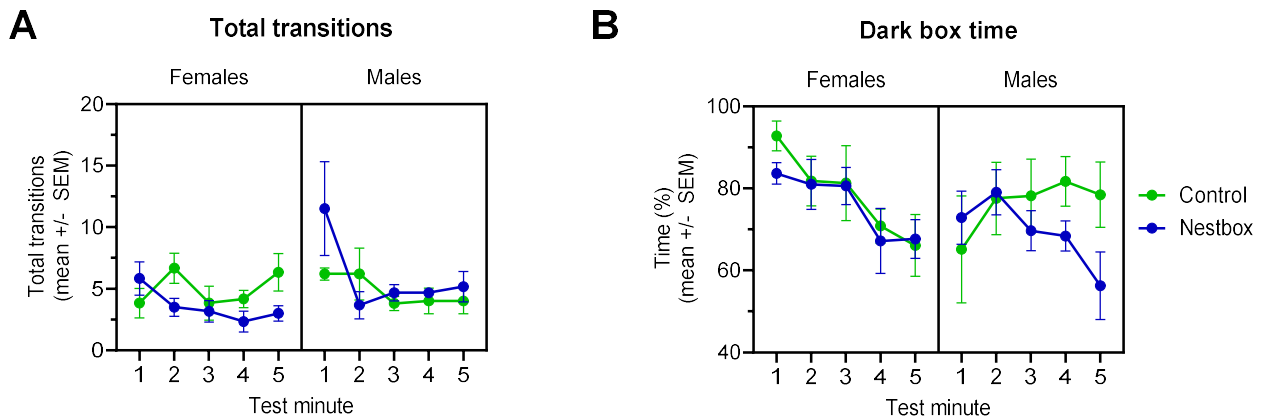 A
Total transitions
Females
Males
Total transitions
(mean +/- SEM)
20
15
10
5
0
1 2 3 4 5
1 2 3 4 5
Test minute
B
Dark box time
Females
Males
Time (%)
(mean +/- SEM)
100
80
60
40
1 2 3 4 5
1 2 3 4 5
Test minute
Control
Nestbox